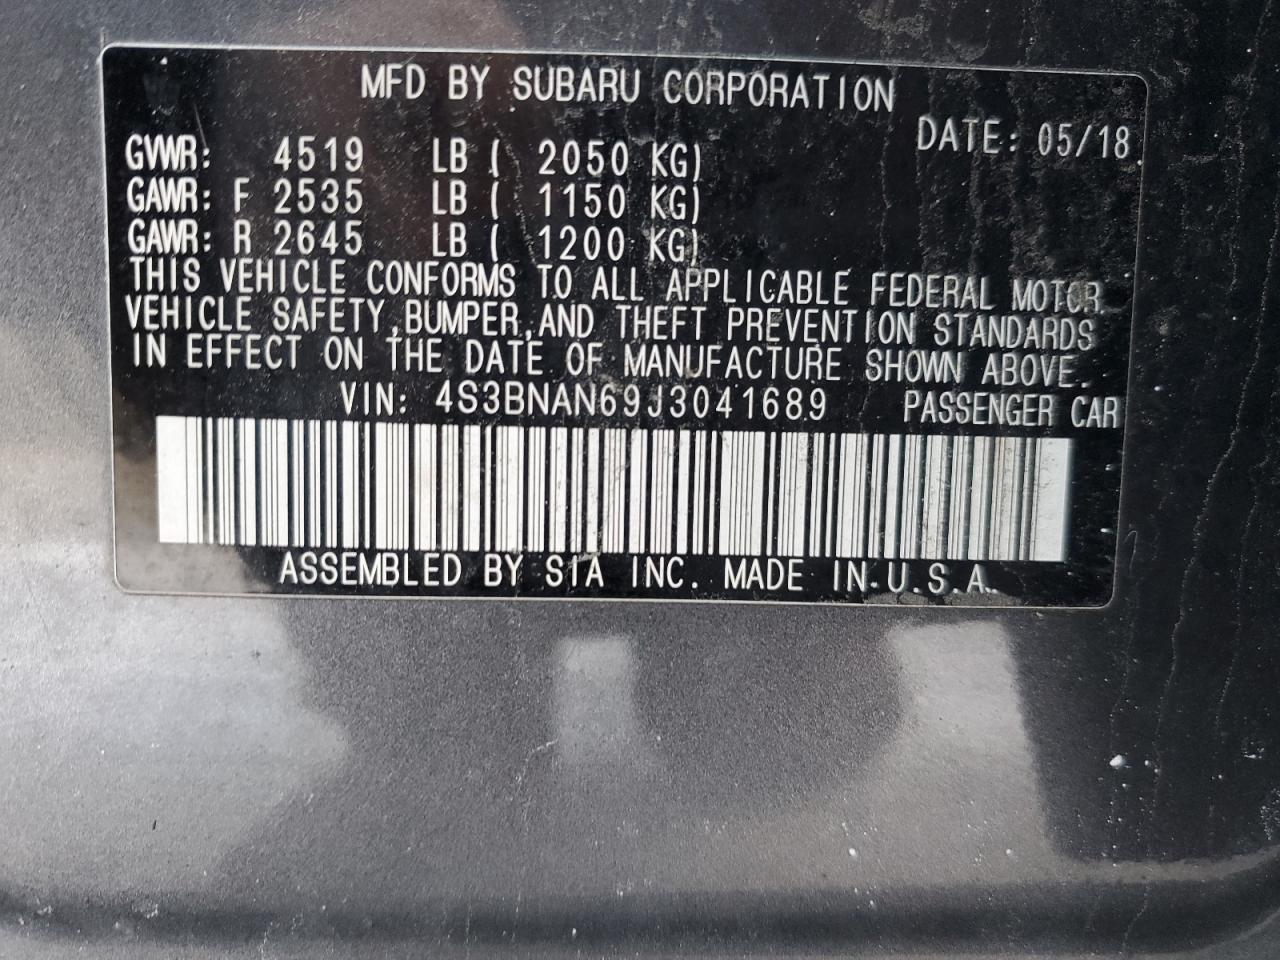 MFD BY SUBARU CORPORATION
DATE: 05/18
GVWR: 4519 LB ( 2050 KG)
GAWR: F 2535 LB ( 1150 KG)
GAWR: R 2645 LB ( 1200 KG)
THIS VEHICLE CONFORMS TO ALL APPLICABLE FEDERAL MOTOR
VEHICLE SAFETY,BUMPER,AND THEFT PREVENTION STANDARDS
IN EFFECT ON THE DATE OF MANUFACTURE SHOWN ABOVE.
VIN: 4S3BNAN69J3041689 PASSENGER CAR
ASSEMBLED BY SIA INC. MADE IN U.S.A.